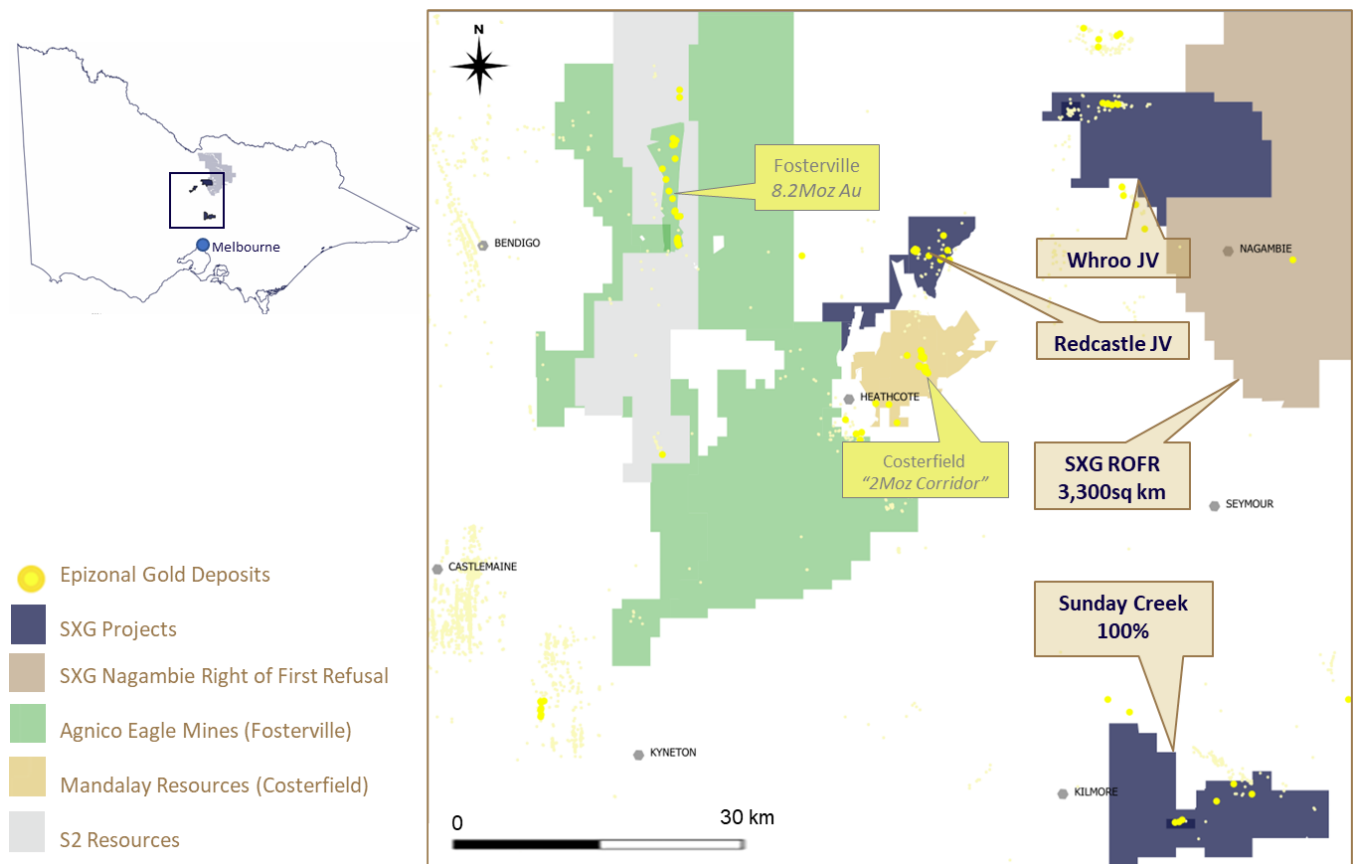 N
Fosterville
8.2Moz Au
BENDIGO
NAGAMBIE
Whroo JV
Melbourne
Redcastle JV
HEATHCOTE
Costerfield
“2Moz Corridor”
SXG ROFR
3,300sq km
SEYMOUR
CASTLEMAINE
Epizonal Gold Deposits
SXG Projects
SXG Nagambie Right of First Refusal
Agnico Eagle Mines (Fosterville)
Mandalay Resources (Costerfield)
S2 Resources
Sunday Creek
100%
KYNETON
KILMORE
0
30 km